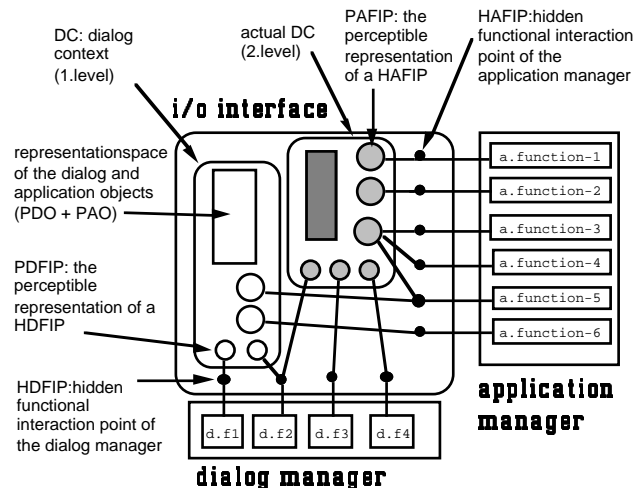 DC: dialog
context
(1.level)
actual DC
(2.level)
PAFIP: the
perceptible
representation
of a HAFIP
HAFIP:hidden
functional interaction
point of the
application manager
i/o interface
representationspace
of the dialog and
application objects
(PDO + PAO)
PDFIP: the
perceptible
representation of a
HDFIP
HDFIP:hidden
functional
interaction point of
the dialog manager
a.function-1
a.function-2
a.function-3
a.function-4
a.function-5
a.function-6
application
manager
d.f1
d.f2
d.f3
d.f4
dialog manager